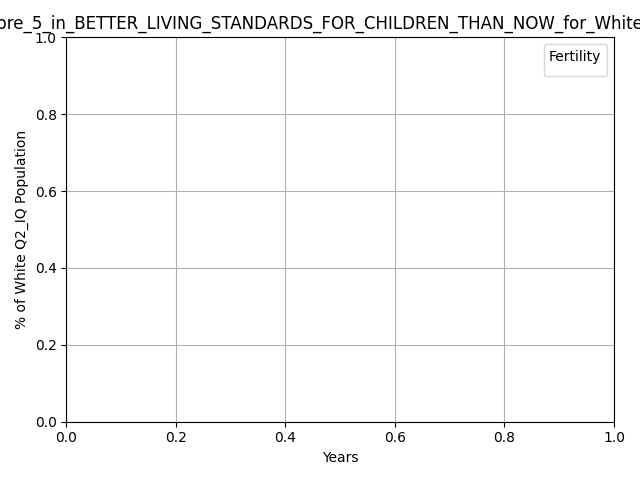 ore_5_in_BETTER_LIVING_STANDARDS_FOR_CHILDREN_THAN_NOW_for_White
Fertility
1.0
0.8
0.6
0.4
0.2
0.0
% of White Q2_IQ Population
0.0 0.2 0.4 0.6 0.8 1.0
Years